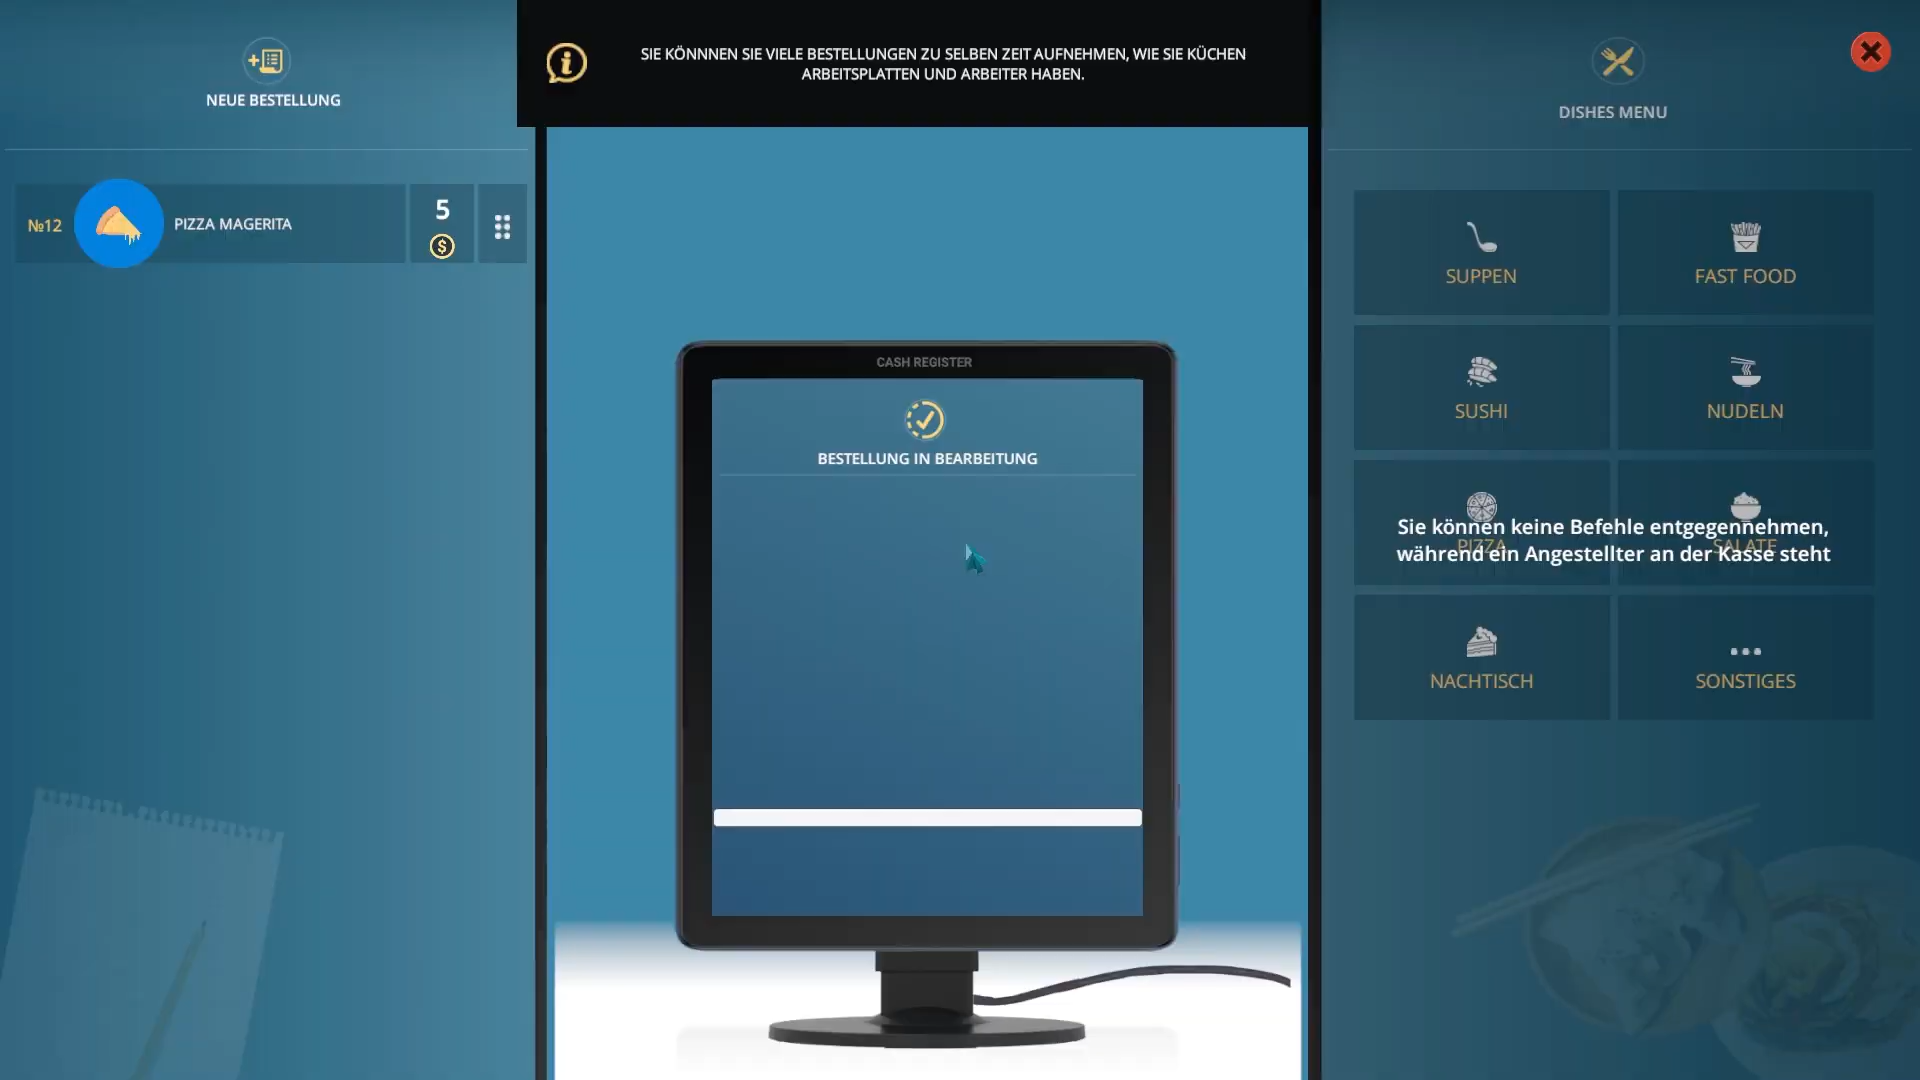 NEUE BESTELLUNG
№12
PIZZA MAGERITA
5
SIE KÖNNNEN SIE VIELE BESTELLUNGEN ZU SELBEN ZEIT AUFNEHMEN, WIE SIE KÜCHEN
ARBEITSPLATTEN UND ARBEITER HABEN.
CASH REGISTER
BESTELLUNG IN BEARBEITUNG
DISHES MENU
SUPPEN
FAST FOOD
SUSHI
NUDELN
PIZZA
SALATE
Sie können keine Befehle entgegennehmen,
während ein Angestellter an der Kasse steht
NACHTISCH
SONSTIGES